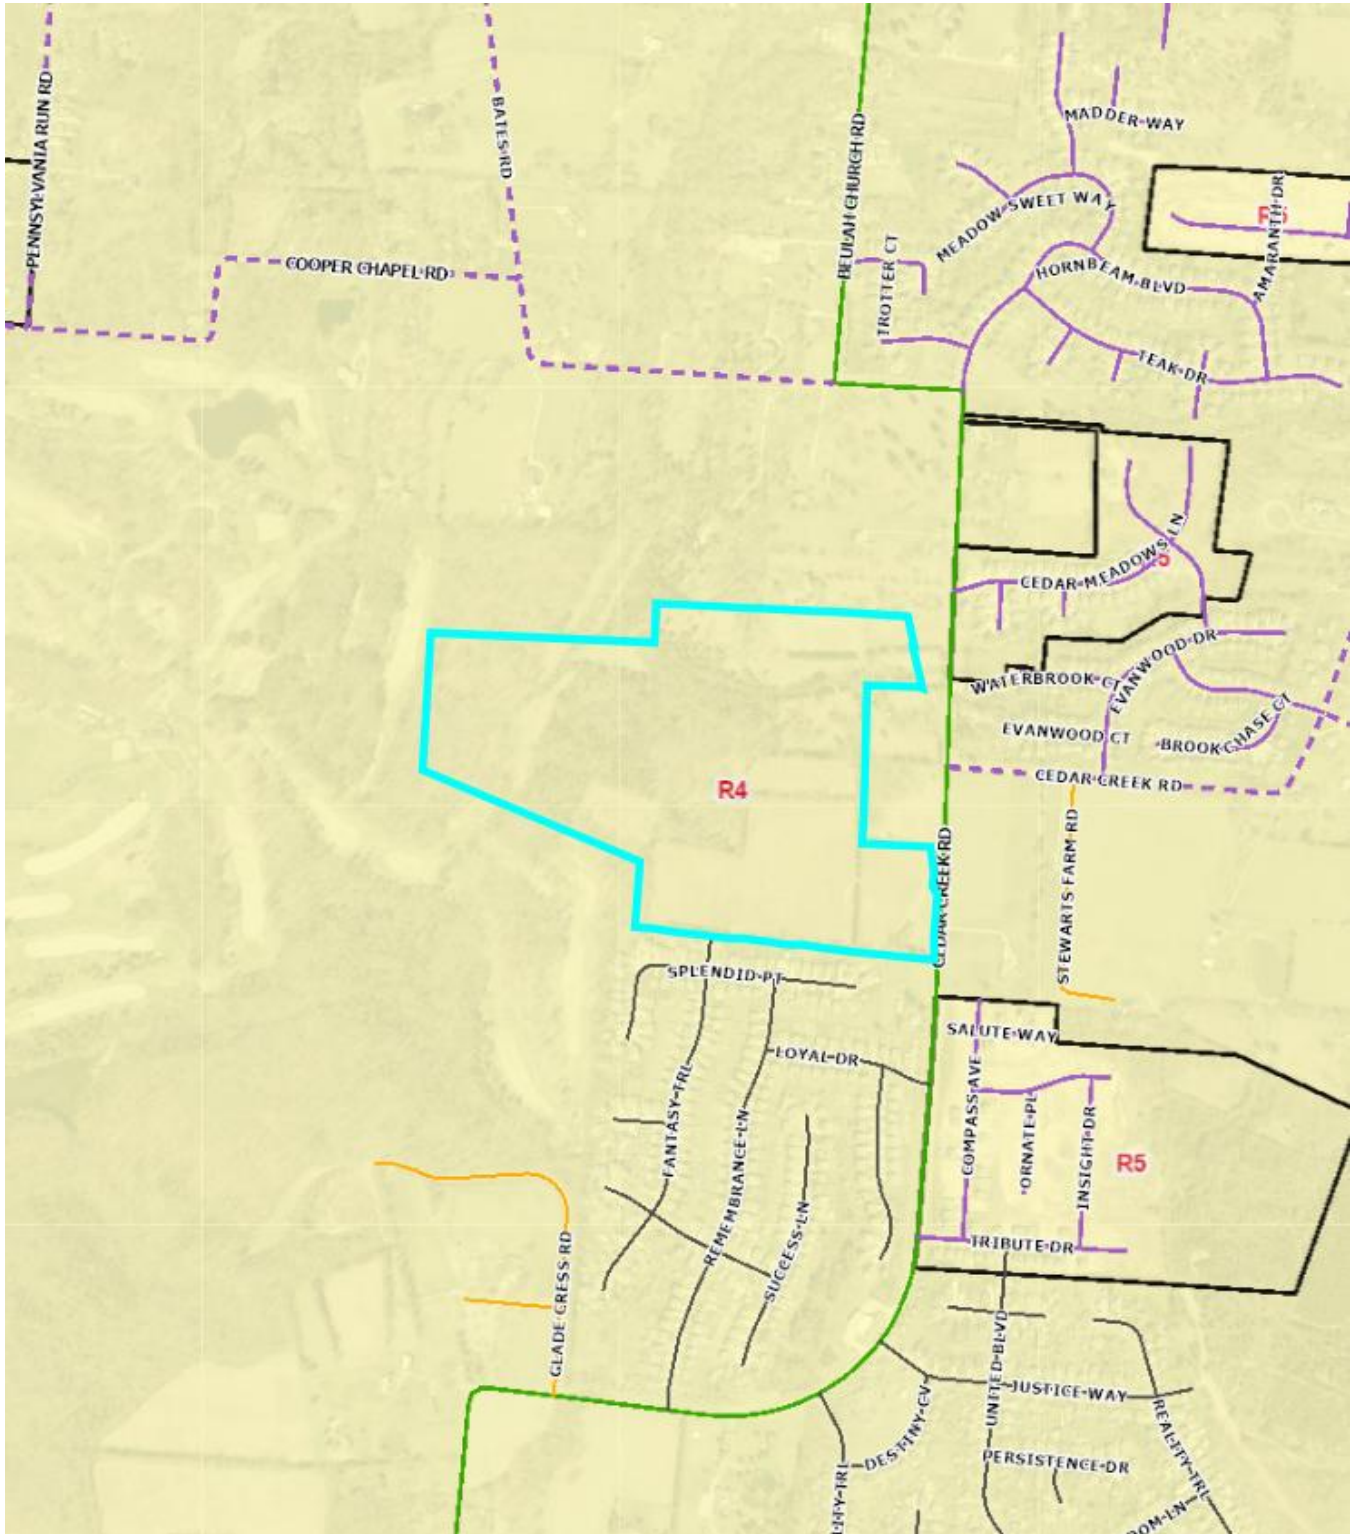 PENNSYLVANIA RUN RD
BATES RD
BEULAH CHURCH RD
MADDER WAY
MEADOW SWEET WAY
AMARANTH DR
COOPER CHAPEL RD
TROTTER CT
HORNBEAM BLVD
TEAK DR
CEDAR MEADOWS LN
WATERBROOK CT
EVANWOOD DR
EVANWOOD CT
BROOK CHASE CT
CEDAR CREEK RD
R4
CEDAR CREEK RD
STEWARTS FARM RD
SPLENDID PT
SALUTE WAY
LOYAL DR
FANTASY TRL
REMEMBRANCE LN
COMPASS AVE
ORNATE PL
INSIGHT DR
R5
SUCCESS LN
TRIBUTE DR
GLADE CRESS RD
UNITED BLVD
JUSTICE WAY
DESTINY CV
REALITY TRL
PERSISTENCE DR